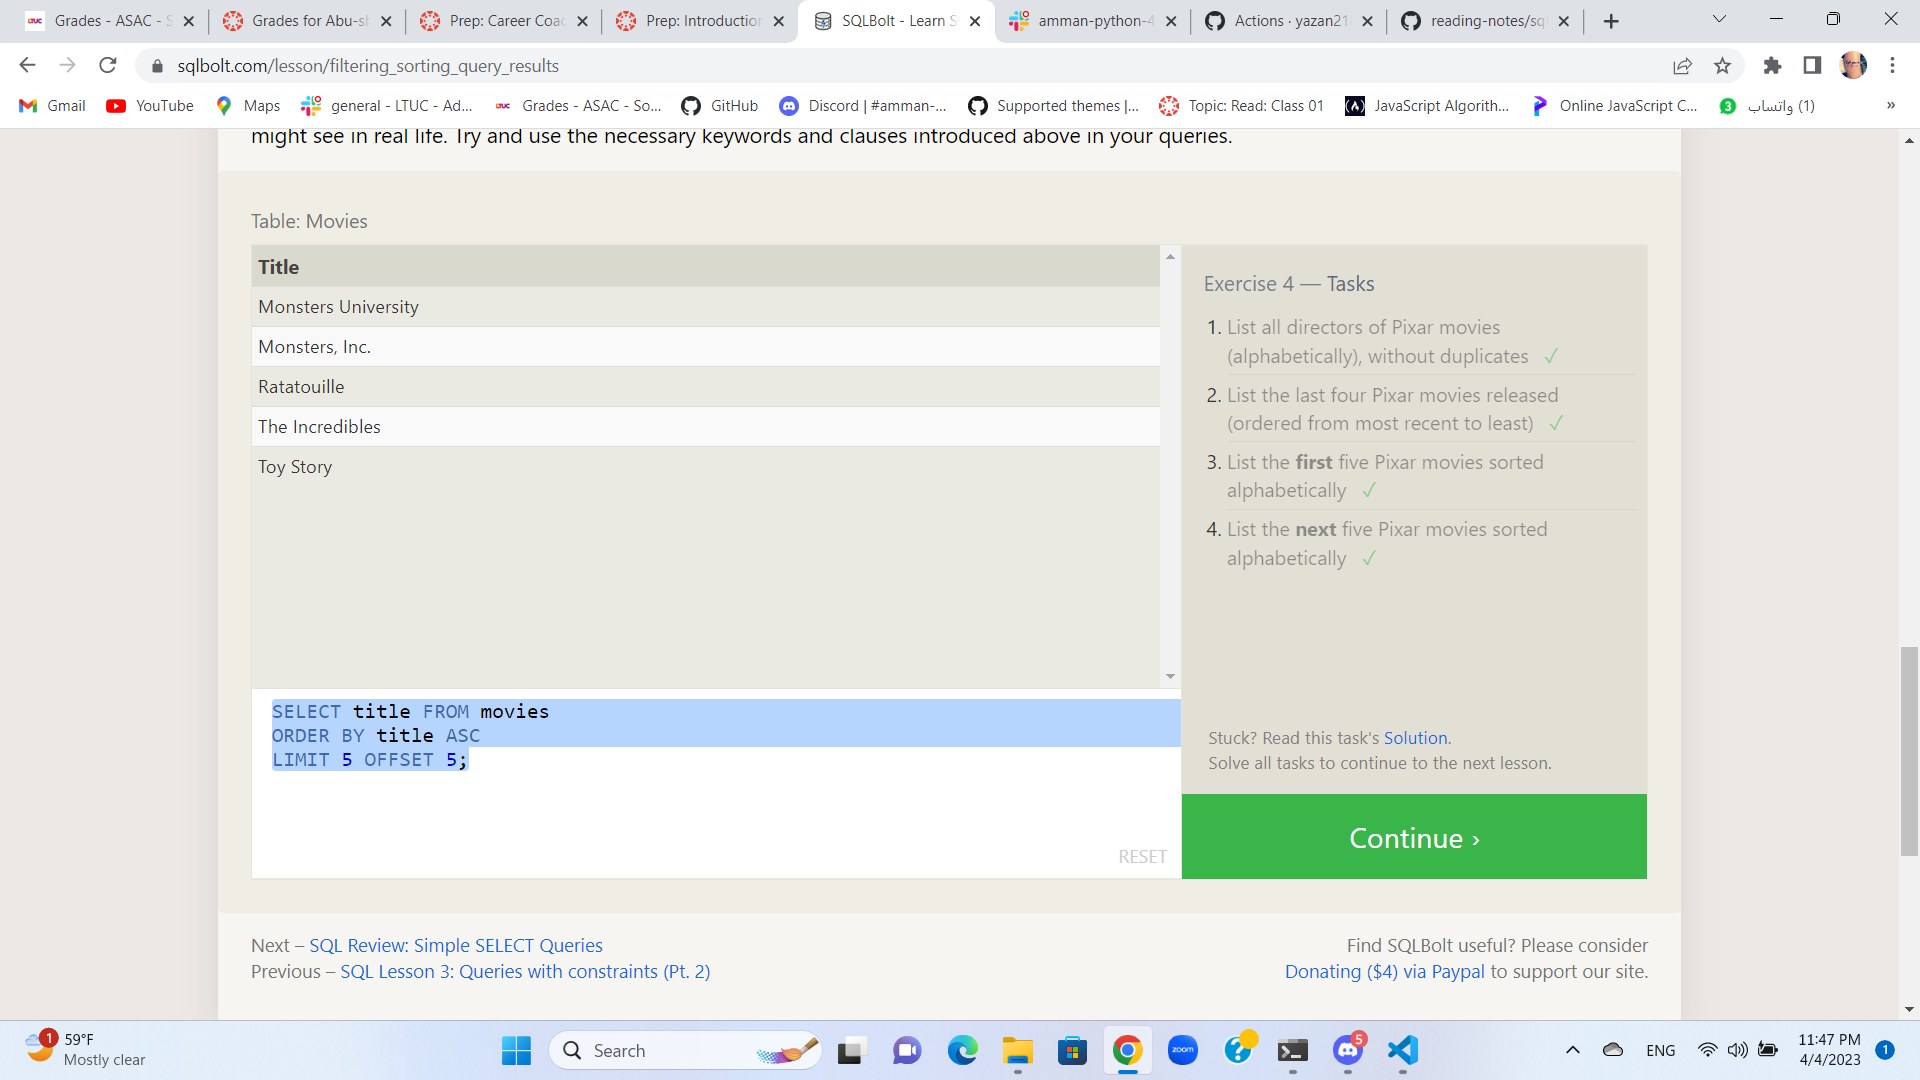 Grades - ASAC - S
Grades for Abu-sh
Prep: Career Coac
Prep: Introduction
SQLBolt - Learn S
amman-python-4
Actions · yazan21
reading-notes/sql
sqlbolt.com/lesson/filtering_sorting_query_results
Gmail
YouTube
Maps
general - LTUC - Ad...
LTUC
Grades - ASAC - So...
GitHub
Discord | #amman-...
Supported themes |...
Topic: Read: Class 01
JavaScript Algorith...
Online JavaScript C...
3
(1) واتساب
»
might see in real life. Try and use the necessary keywords and clauses introduced above in your queries.
Table: Movies
Title
Monsters University
Monsters, Inc.
Ratatouille
The Incredibles
Toy Story
Exercise 4 — Tasks
1. List all directors of Pixar movies
(alphabetically), without duplicates ✓
2. List the last four Pixar movies released
(ordered from most recent to least) ✓
3. List the first five Pixar movies sorted
alphabetically ✓
4. List the next five Pixar movies sorted
alphabetically ✓
SELECT title FROM movies
ORDER BY title ASC
LIMIT 5 OFFSET 5;
RESET
Stuck? Read this task's Solution.
Solve all tasks to continue to the next lesson.
Continue ›
Next – SQL Review: Simple SELECT Queries
Previous – SQL Lesson 3: Queries with constraints (Pt. 2)
Find SQLBolt useful? Please consider
Donating ($4) via Paypal to support our site.
1
59°F
Mostly clear
Search
zoom
5
ENG
11:47 PM
4/4/2023
1